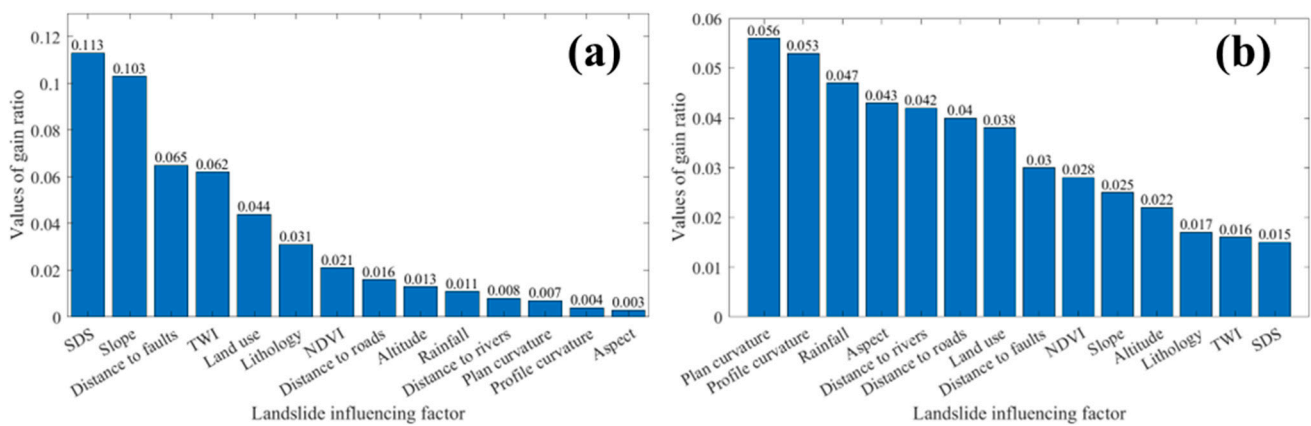 (a)
Values of gain ratio
0.12
0.1
0.08
0.06
0.04
0.02
0
0.113
0.103
0.065
0.062
0.044
0.031
0.021
0.016
0.013
0.011
0.008
0.007
0.004
0.003
SDS
Slope
Distance to faults
TWI
Land use
Lithology
NDVI
Distance to roads
Altitude
Rainfall
Distance to rivers
Plan curvature
Profile curvature
Aspect
Landslide influencing factor
(b)
Values of gain ratio
0.06
0.05
0.04
0.03
0.02
0.01
0
0.056
0.053
0.047
0.043
0.042
0.04
0.038
0.03
0.028
0.025
0.022
0.017
0.016
0.015
Plan curvature
Profile curvature
Rainfall
Aspect
Distance to rivers
Distance to roads
Land use
Distance to faults
NDVI
Slope
Altitude
Lithology
TWI
SDS
Landslide influencing factor